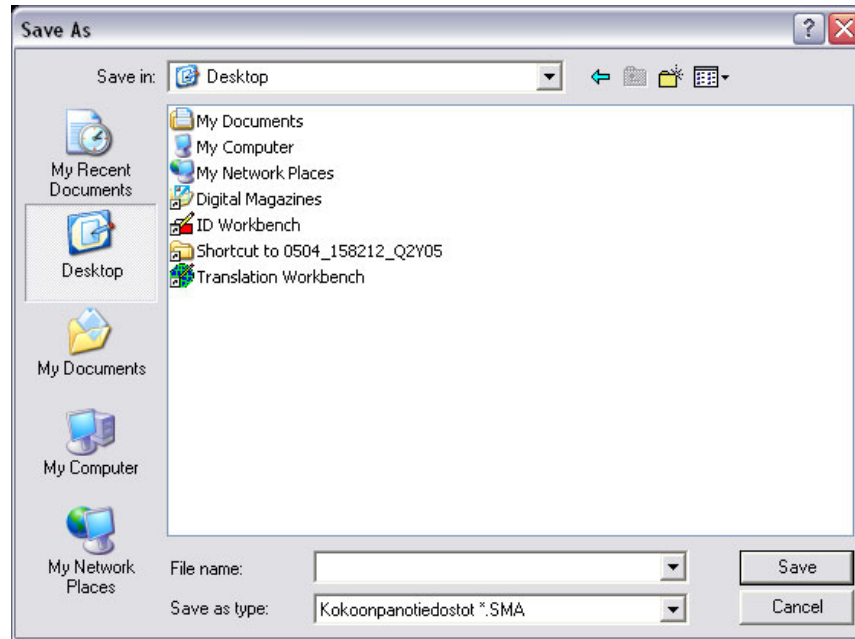 Save As
Save in:
Desktop
My Recent
Documents
Desktop
My Documents
My Computer
My Network
Places
My Documents
My Computer
My Network Places
Digital Magazines
ID Workbench
Shortcut to 0504_158212_Q2Y05
Translation Workbench
File name:
Save
Save as type:
Kokoonpanotiedostot *.SMA
Cancel